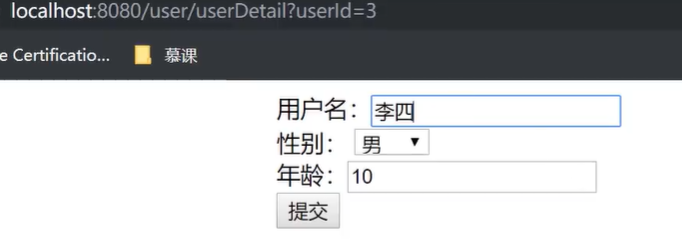 localhost:8080/user/userDetail?userId=3
e Certificatio... 慕课
用户名：李四
性别： 男
年龄：10
提交